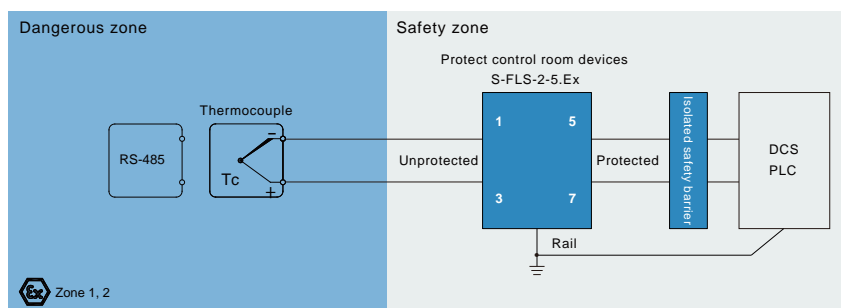 Dangerous zone
Safety zone
Protect control room devices
S-FLS-2-5.Ex
Thermocouple
RS-485
Tc
−
+
Unprotected
1
5
3
7
Protected
Isolated safety barrier
DCS
PLC
Rail
Ex
Zone 1, 2